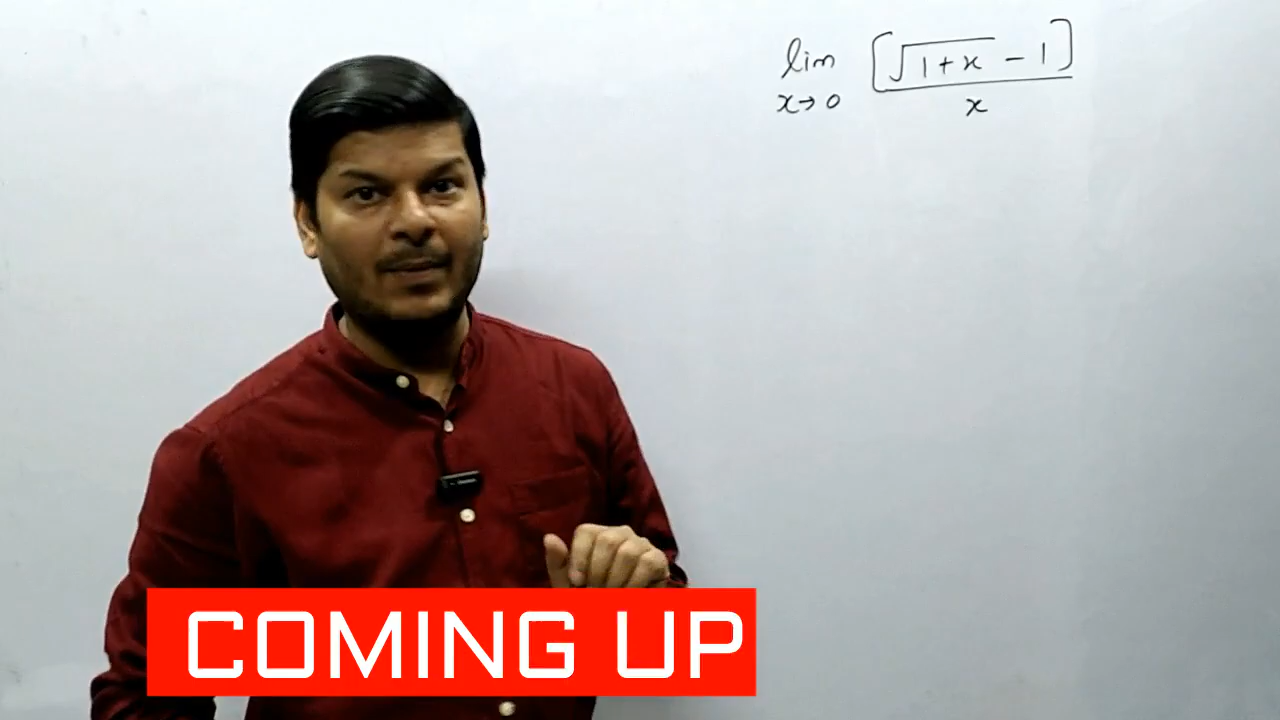 lim [√1+x - 1]
x→0 x
COMING UP